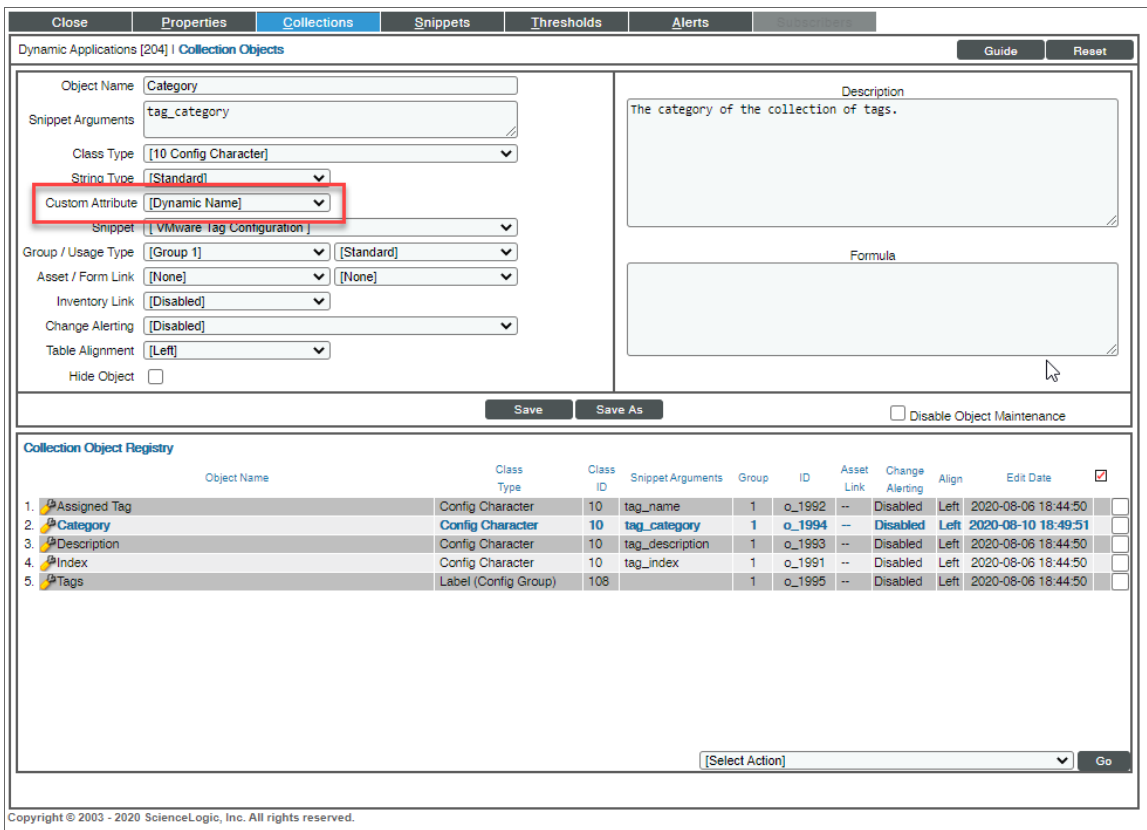 Close Properties Collections Snippets Thresholds Alerts Subscribers
Dynamic Applications [204] | Collection Objects Guide Reset
Object Name Category
Snippet Arguments tag_category
Class Type [10 Config Character]
String Type [Standard]
Custom Attribute [Dynamic Name]
Snippet [ VMware Tag Configuration ]
Group / Usage Type [Group 1] [Standard]
Asset / Form Link [None] [None]
Inventory Link [Disabled]
Change Alerting [Disabled]
Table Alignment [Left]
Hide Object
Description
The category of the collection of tags.
Formula
Save Save As Disable Object Maintenance
Collection Object Registry
Object Name Class Type Class ID Snippet Arguments Group ID Asset Link Change Alerting Align Edit Date
1. Assigned Tag Config Character 10 tag_name 1 o_1992 -- Disabled Left 2020-08-06 18:44:50
2. Category Config Character 10 tag_category 1 o_1994 -- Disabled Left 2020-08-10 18:49:51
3. Description Config Character 10 tag_description 1 o_1993 -- Disabled Left 2020-08-06 18:44:50
4. Index Config Character 10 tag_index 1 o_1991 -- Disabled Left 2020-08-06 18:44:50
5. Tags Label (Config Group) 108 1 o_1995 -- Disabled Left 2020-08-06 18:44:50
[Select Action] Go
Copyright © 2003 - 2020 ScienceLogic, Inc. All rights reserved.